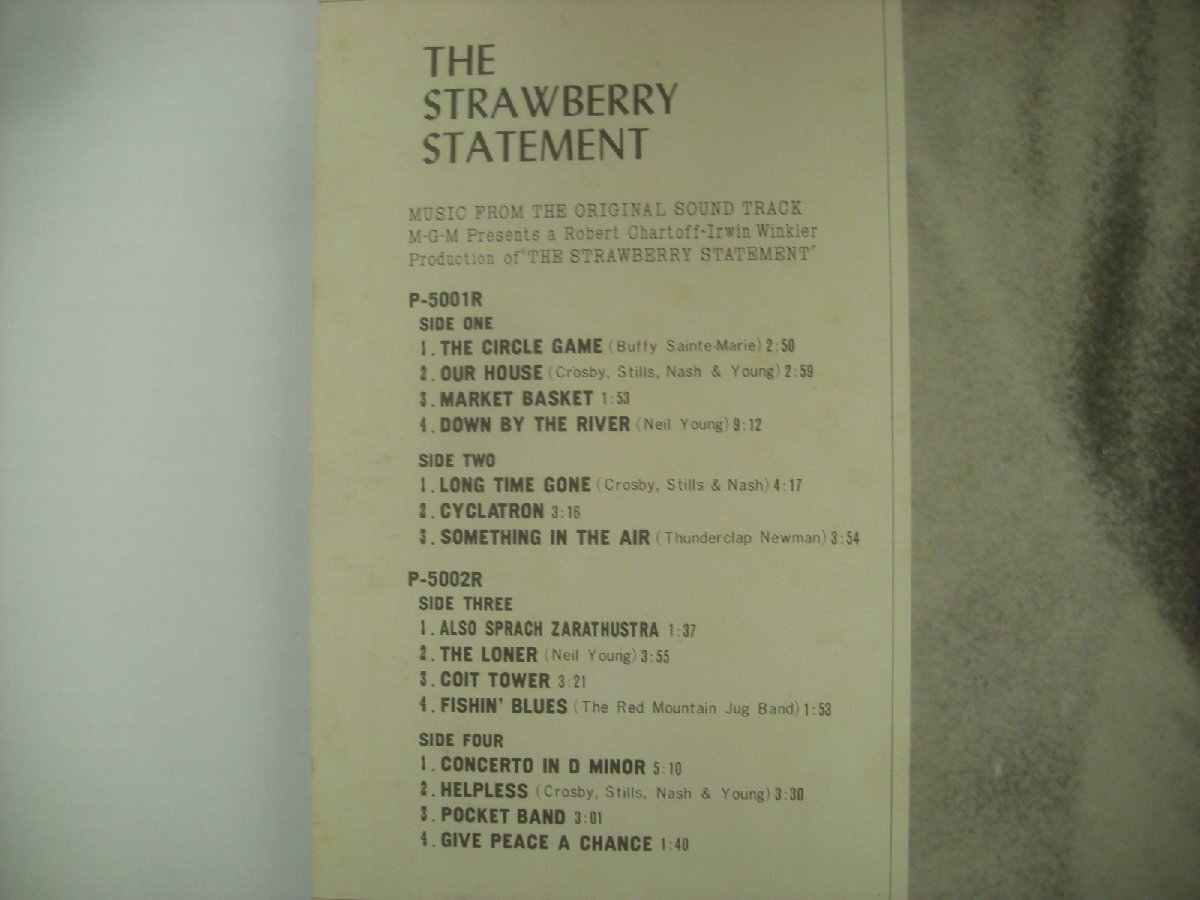 THE
STRAWBERRY
STATEMENT
MUSIC FROM THE ORIGINAL SOUND TRACK
M-G-M Presents a Robert Chartoff-Irwin Winkler
Production of"THE STRAWBERRY STATEMENT"
P-5001R
SIDE ONE
1. THE CIRCLE GAME (Buffy Sainte-Marie) 2:50
2. OUR HOUSE (Crosby, Stills, Nash & Young) 2:59
3. MARKET BASKET 1:53
4. DOWN BY THE RIVER (Neil Young) 9:12
SIDE TWO
1. LONG TIME GONE (Crosby, Stills & Nash) 4:17
2. CYCLATRON 3:16
3. SOMETHING IN THE AIR (Thunderclap Newman) 3:54
P-5002R
SIDE THREE
1. ALSO SPRACH ZARATHUSTRA 1:37
2. THE LONER (Neil Young) 3:55
3. COIT TOWER 3:21
4. FISHIN' BLUES (The Red Mountain Jug Band) 1:53
SIDE FOUR
1. CONCERTO IN D MINOR 5:10
2. HELPLESS (Crosby, Stills, Nash & Young) 3:30
3. POCKET BAND 3:01
4. GIVE PEACE A CHANCE 1:40